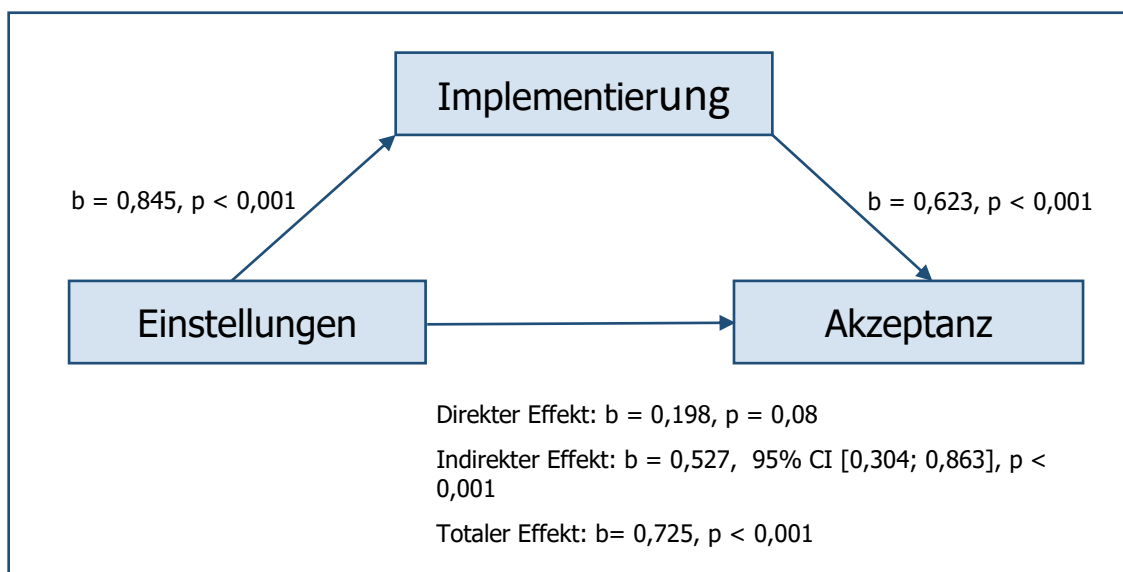 Implementierung
b = 0,845, p < 0,001
b = 0,623, p < 0,001
Einstellungen
Akzeptanz
Direkter Effekt: b = 0,198, p = 0,08
Indirekter Effekt: b = 0,527, 95% CI [0,304; 0,863], p <
0,001
Totaler Effekt: b= 0,725, p < 0,001